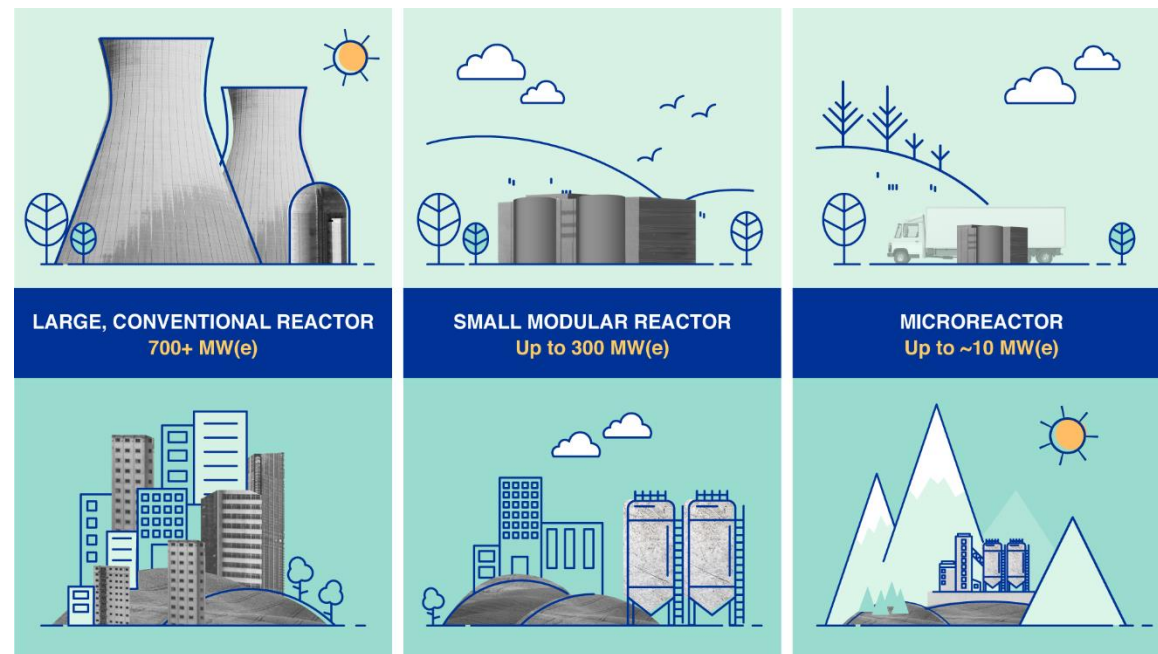 LARGE, CONVENTIONAL REACTOR
700+ MW(e)
SMALL MODULAR REACTOR
Up to 300 MW(e)
MICROREACTOR
Up to ~10 MW(e)